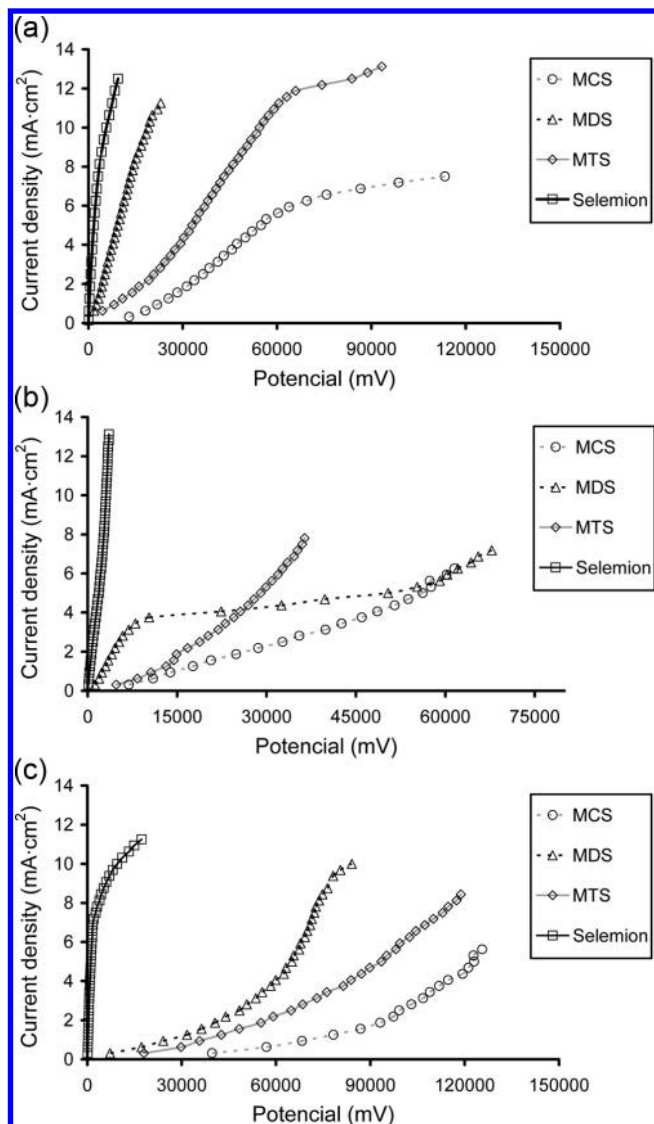 (a)
14
12
10
8
6
4
2
0
Current density (mA·cm²)
0 30000 60000 90000 120000 150000
Potencial (mV)
MCS
MDS
MTS
Selemion
(b)
14
12
10
8
6
4
2
0
Current density (mA·cm²)
0 15000 30000 45000 60000 75000
Potencial (mV)
MCS
MDS
MTS
Selemion
(c)
14
12
10
8
6
4
2
0
Current density (mA·cm²)
0 30000 60000 90000 120000 150000
Potencial (mV)
MCS
MDS
MTS
Selemion